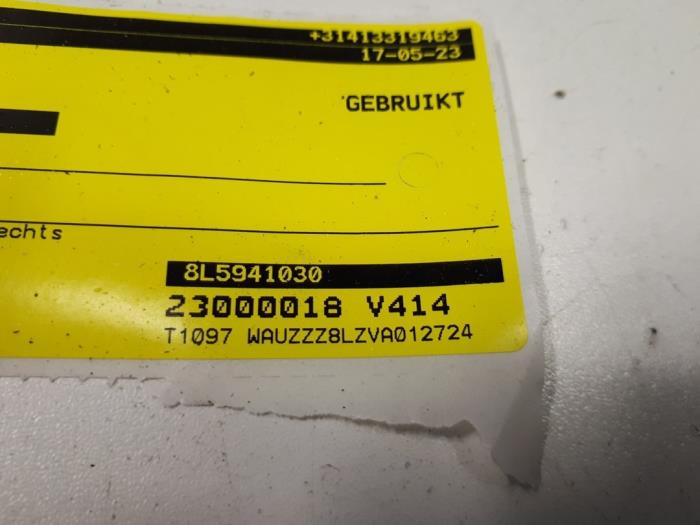 +31413319463
17-05-23
GEBRUIKT
echts
8L5941030
23000018 V414
T1097 WAUZZZ8LZVA012724